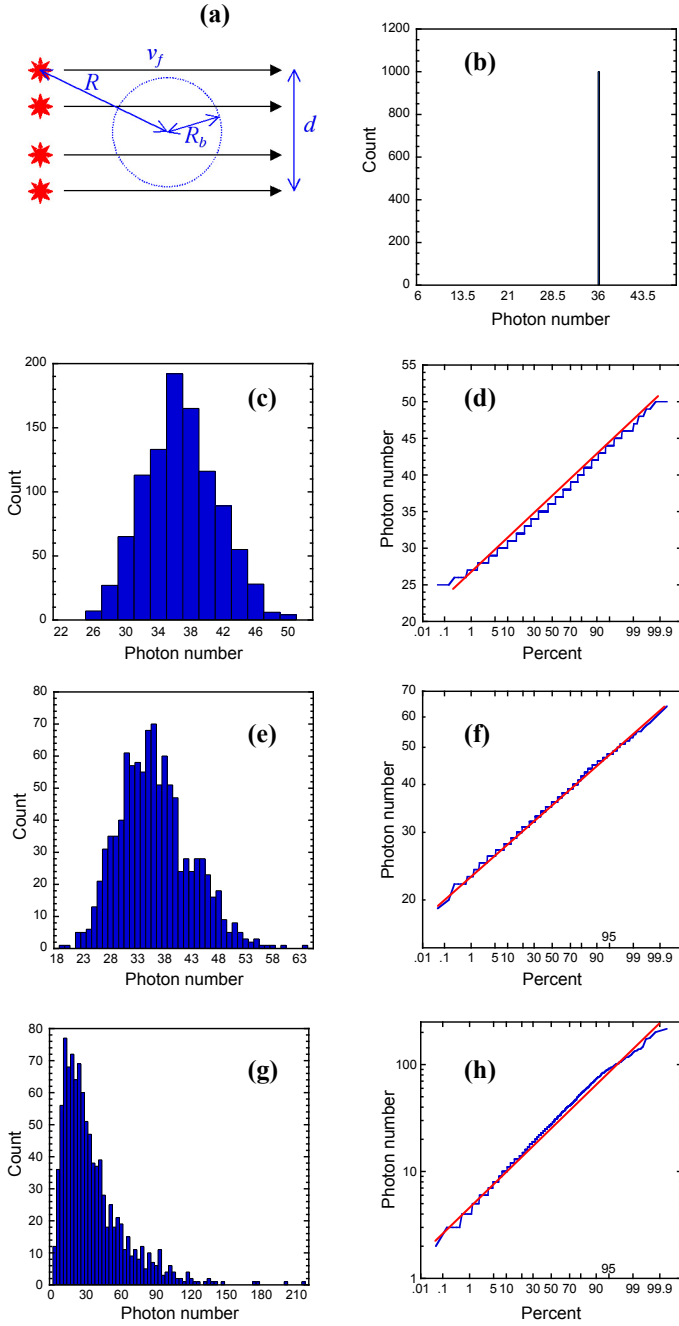 (a)
v_f
R
R_b
d
(b)
1200
1000
800
600
400
200
0
Count
6 13.5 21 28.5 36 43.5
Photon number
(c)
200
150
100
50
0
Count
22 26 30 34 38 42 46 50
Photon number
(d)
55
50
45
40
35
30
25
20
Photon number
.01 .1 1 5 10 30 50 70 90 99 99.9
Percent
(e)
80
70
60
50
40
30
20
10
0
Count
18 23 28 33 38 43 48 53 58 63
Photon number
(f)
70
60
50
40
30
20
Photon number
95
.01 .1 1 5 10 30 50 70 90 99 99.9
Percent
(g)
80
70
60
50
40
30
20
10
0
Count
0 30 60 90 120 150 180 210
Photon number
(h)
100
10
1
Photon number
95
.01 .1 1 5 10 30 50 70 90 99 99.9
Percent